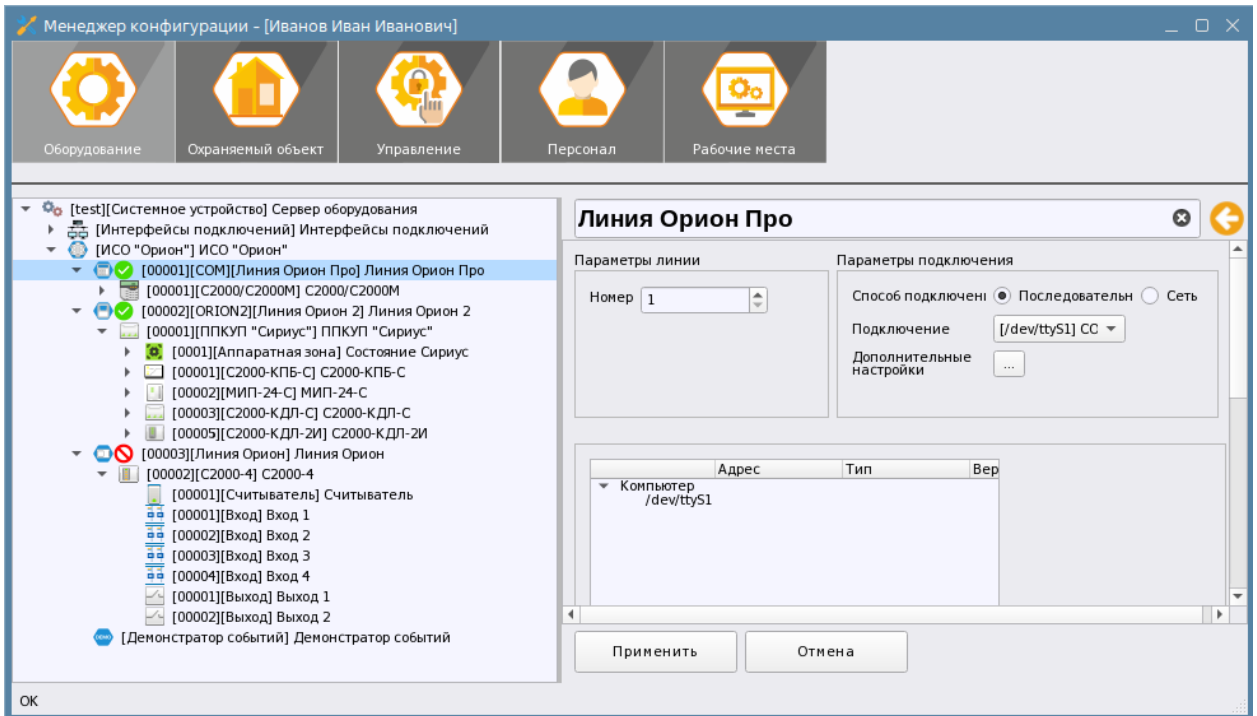 Менеджер конфигурации - [Иванов Иван Иванович]
Оборудование
Охраняемый объект
Управление
Персонал
Рабочие места
[test][Системное устройство] Сервер оборудования
[Интерфейсы подключений] Интерфейсы подключений
[ИСО "Орион"] ИСО "Орион"
[00001][COM][Линия Орион Про] Линия Орион Про
[00001][С2000/С2000М] С2000/С2000М
[00002][ORION2][Линия Орион 2] Линия Орион 2
[00001][ППКУП "Сириус"] ППКУП "Сириус"
[0001][Аппаратная зона] Состояние Сириус
[00001][С2000-КПБ-С] С2000-КПБ-С
[00002][МИП-24-С] МИП-24-С
[00003][С2000-КДЛ-С] С2000-КДЛ-С
[00005][С2000-КДЛ-2И] С2000-КДЛ-2И
[00003][Линия Орион] Линия Орион
[00002][С2000-4] С2000-4
[00001][Считыватель] Считыватель
[00001][Вход] Вход 1
[00002][Вход] Вход 2
[00003][Вход] Вход 3
[00004][Вход] Вход 4
[00001][Выход] Выход 1
[00002][Выход] Выход 2
DEMO
[Демонстратор событий] Демонстратор событий
Линия Орион Про
Параметры линии
Номер 1
Параметры подключения
Способ подключені Последовательн Сеть
Подключение [/dev/ttyS1] CC
Дополнительные
настройки ...
Адрес Тип Вер
Компьютер
/dev/ttyS1
Применить Отмена
OK